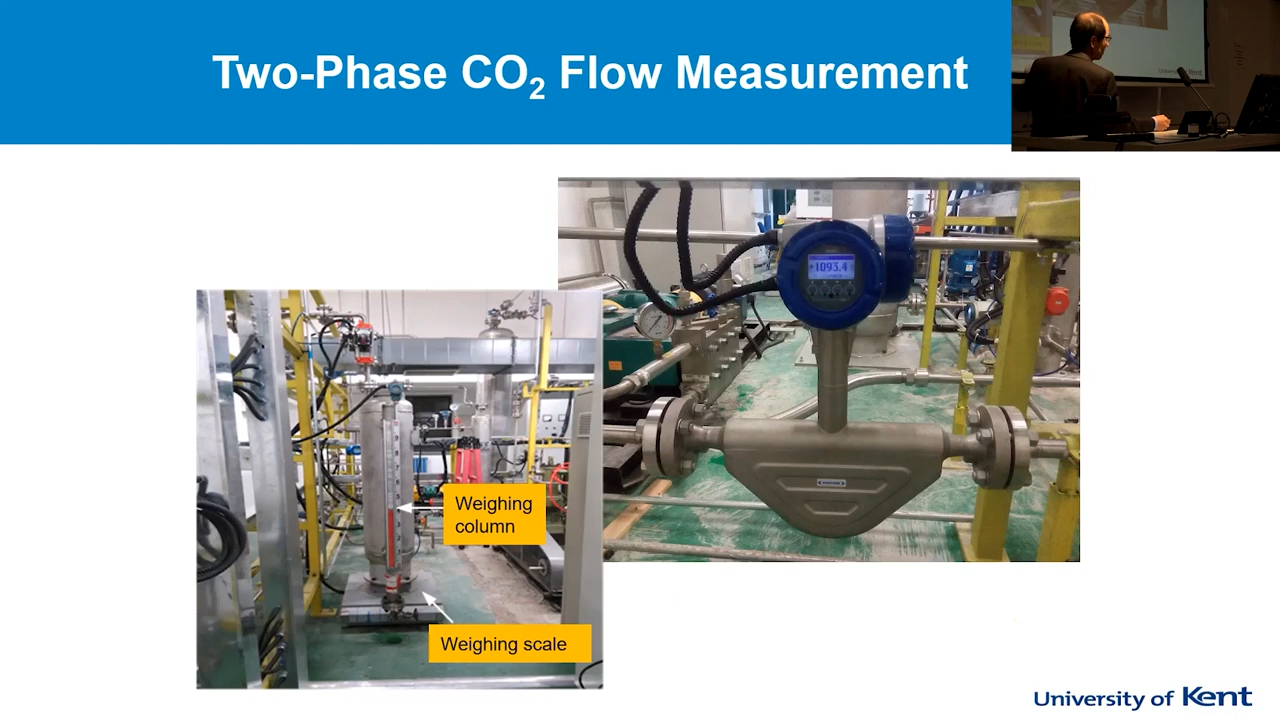 Two-Phase CO₂ Flow Measurement
+1093.4
Weighing
column
Weighing scale
University of Kent